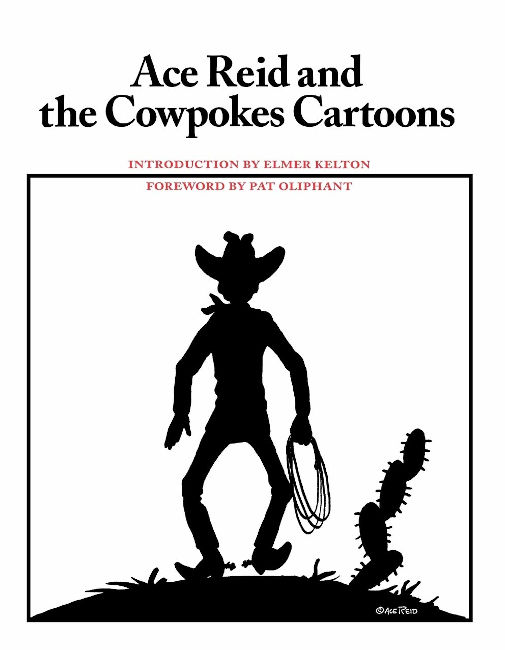 Ace Reid and
the Cowpokes Cartoons
INTRODUCTION BY ELMER KELTON
FOREWORD BY PAT OLIPHANT
©ACE REID